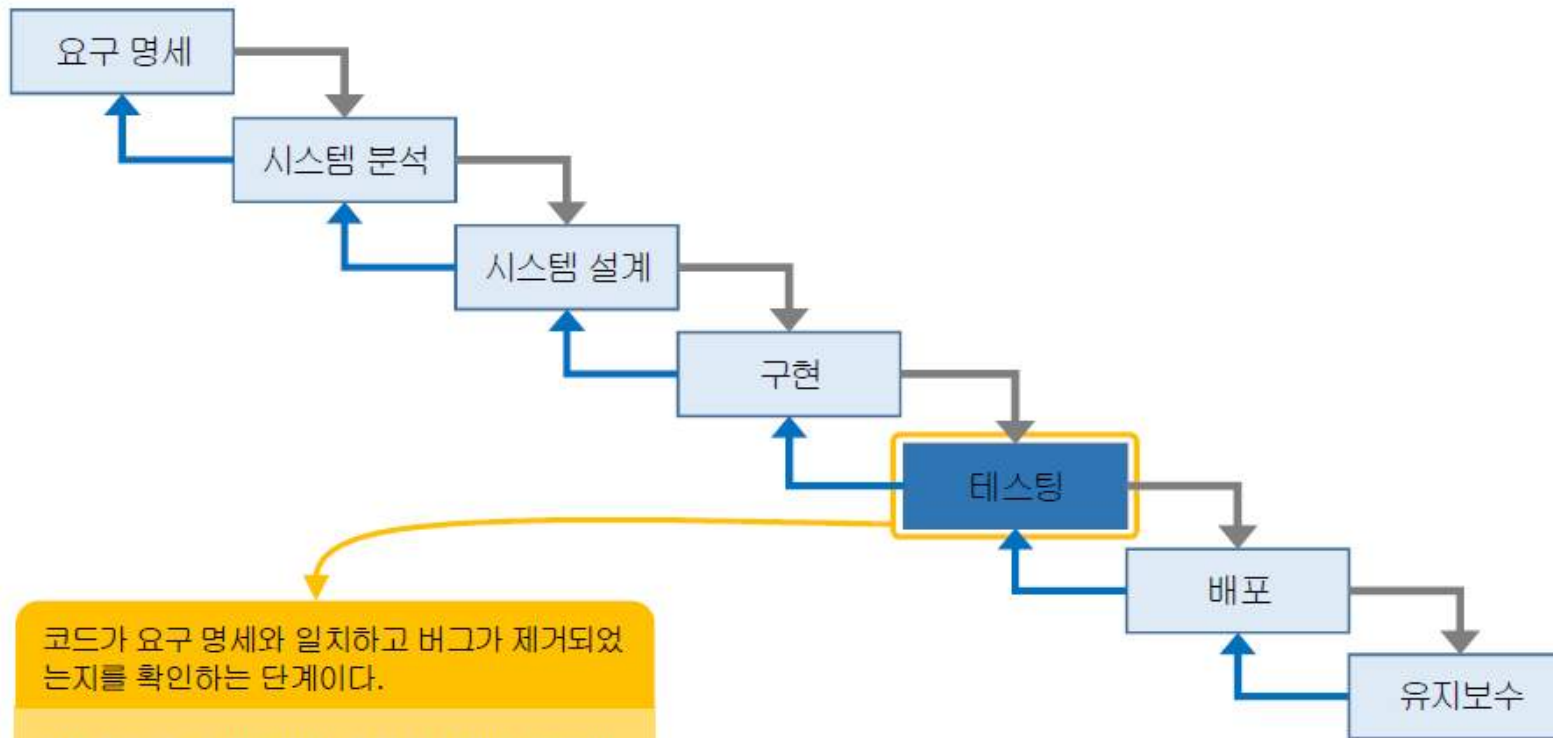 요구 명세
시스템 분석
시스템 설계
구현
테스팅
배포
유지보수
코드가 요구 명세와 일치하고 버그가 제거되었
는지를 확인하는 단계이다.